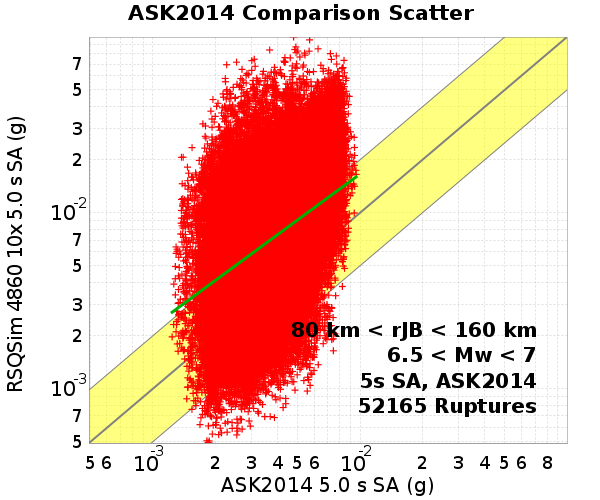 ASK2014 Comparison Scatter
RSQSim 4860 10x 5.0 s SA (g)
7
5
3
2
10-2
7
5
3
2
10-3
7
5
80 km < rJB < 160 km
6.5 < Mw < 7
5s SA, ASK2014
52165 Ruptures
5 6 8 10-3 2 3 4 5 6 10-2 2 3 4 5 6 8
ASK2014 5.0 s SA (g)